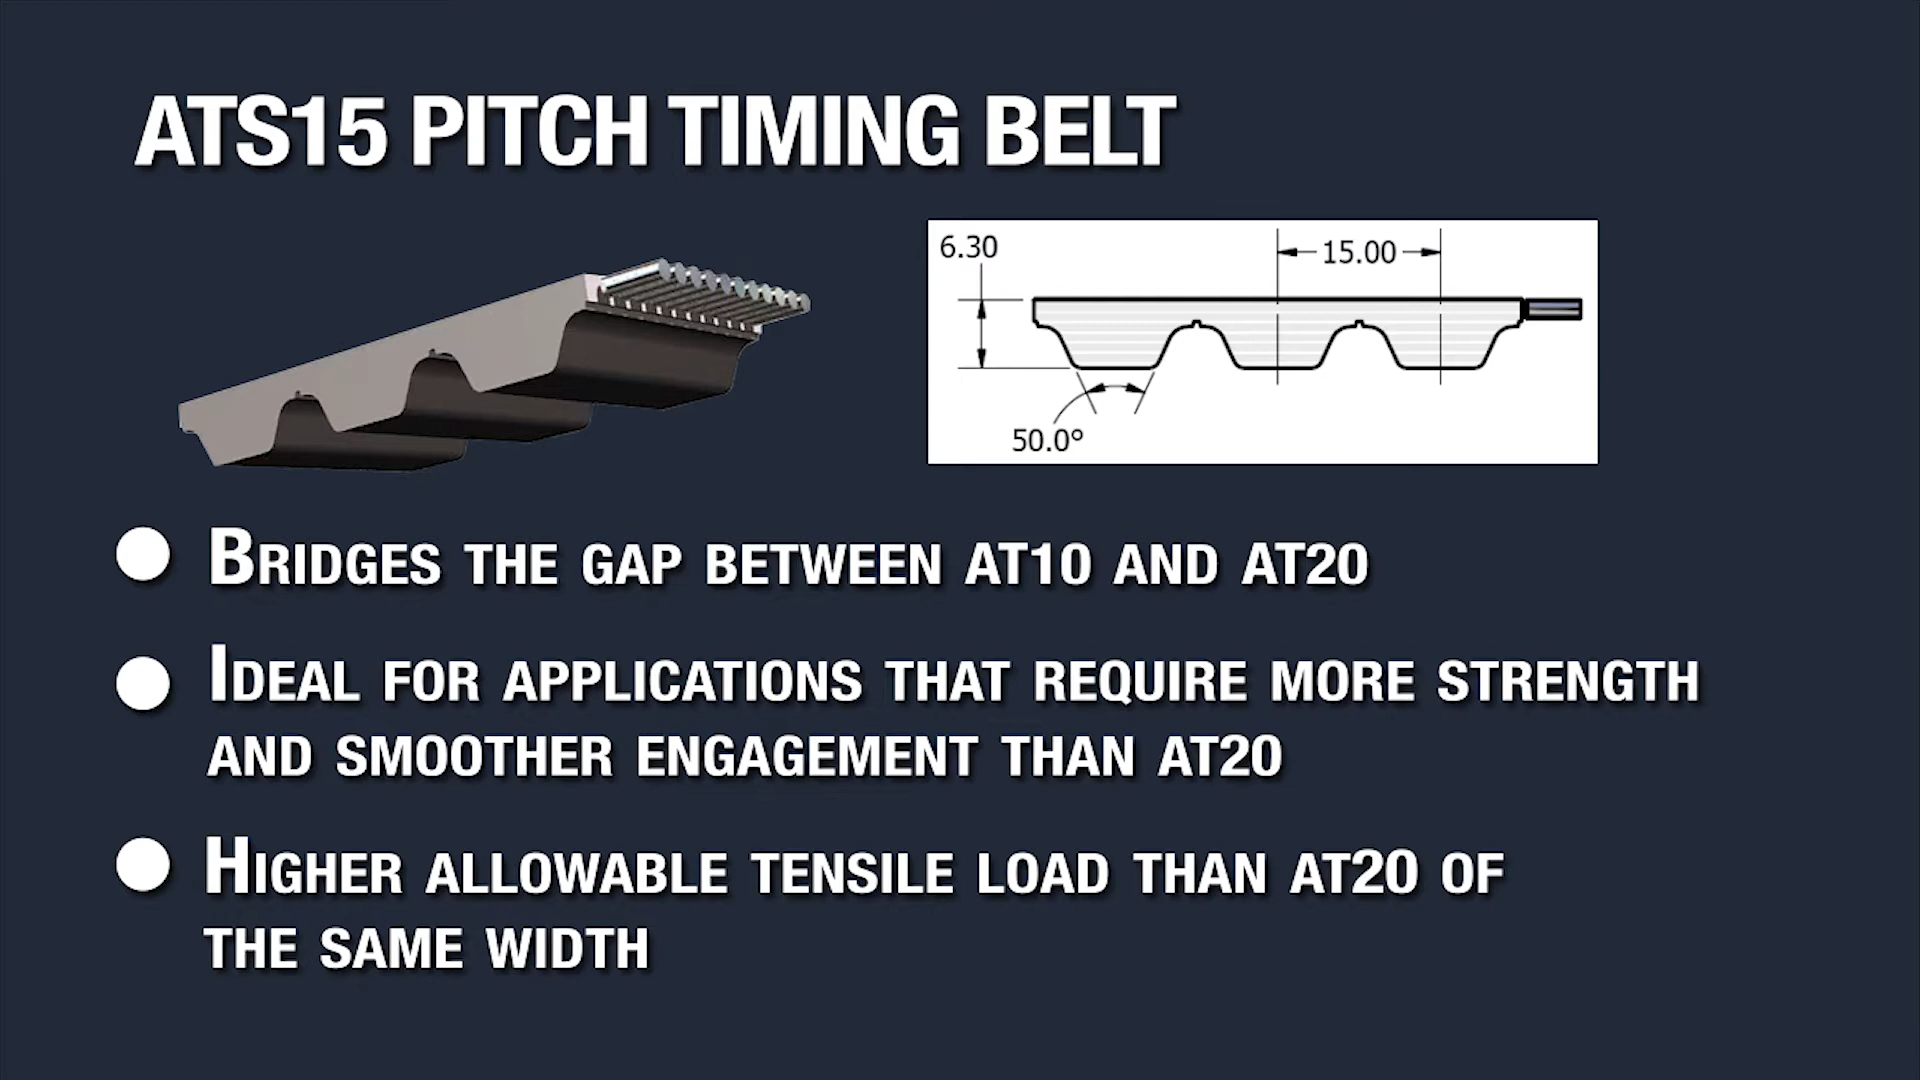 ATS15 PITCH TIMING BELT
6.30
15.00
50.0°
BRIDGES THE GAP BETWEEN AT10 AND AT20
IDEAL FOR APPLICATIONS THAT REQUIRE MORE STRENGTH
AND SMOOTHER ENGAGEMENT THAN AT20
HIGHER ALLOWABLE TENSILE LOAD THAN AT20 OF
THE SAME WIDTH